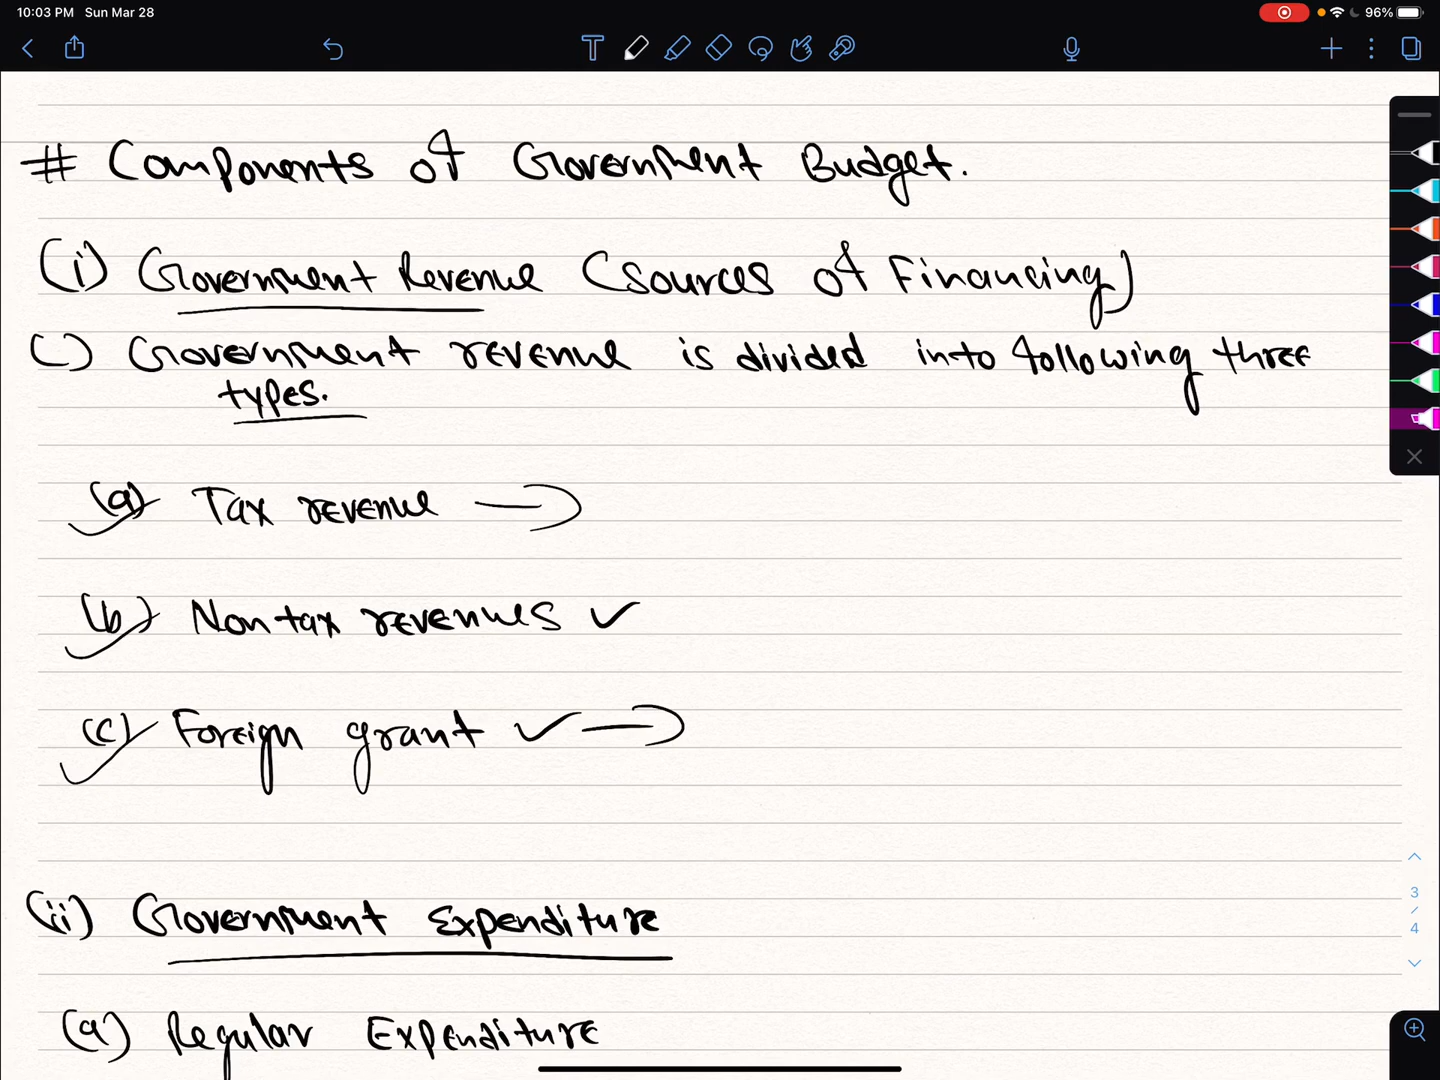 10:03 PM Sun Mar 28
96%
# Components of Government Budget.
(i) Government Revenue (Sources of Financing)
Government revenue is divided into following three
types.
(a) Tax revenue
(b) Non tax revenues
(c) Foreign grant
(ii) Government Expenditure
(a) Regular Expenditure
3
/
4